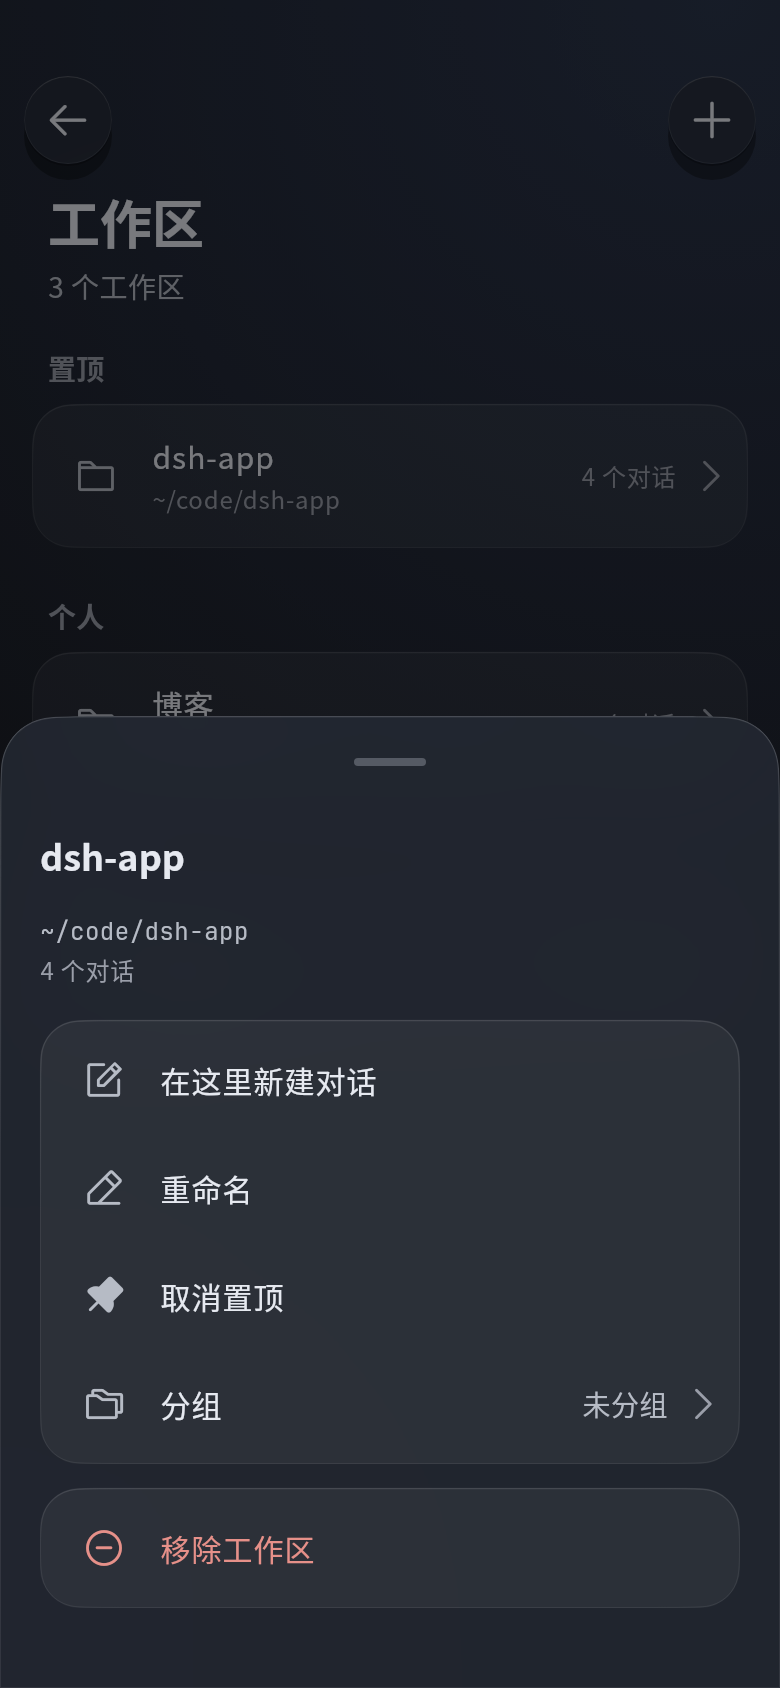 工作区
3 个工作区
置顶
dsh-app
~/code/dsh-app
4 个对话
个人
博客
dsh-app
~/code/dsh-app
4 个对话
在这里新建对话
重命名
取消置顶
分组
未分组
移除工作区